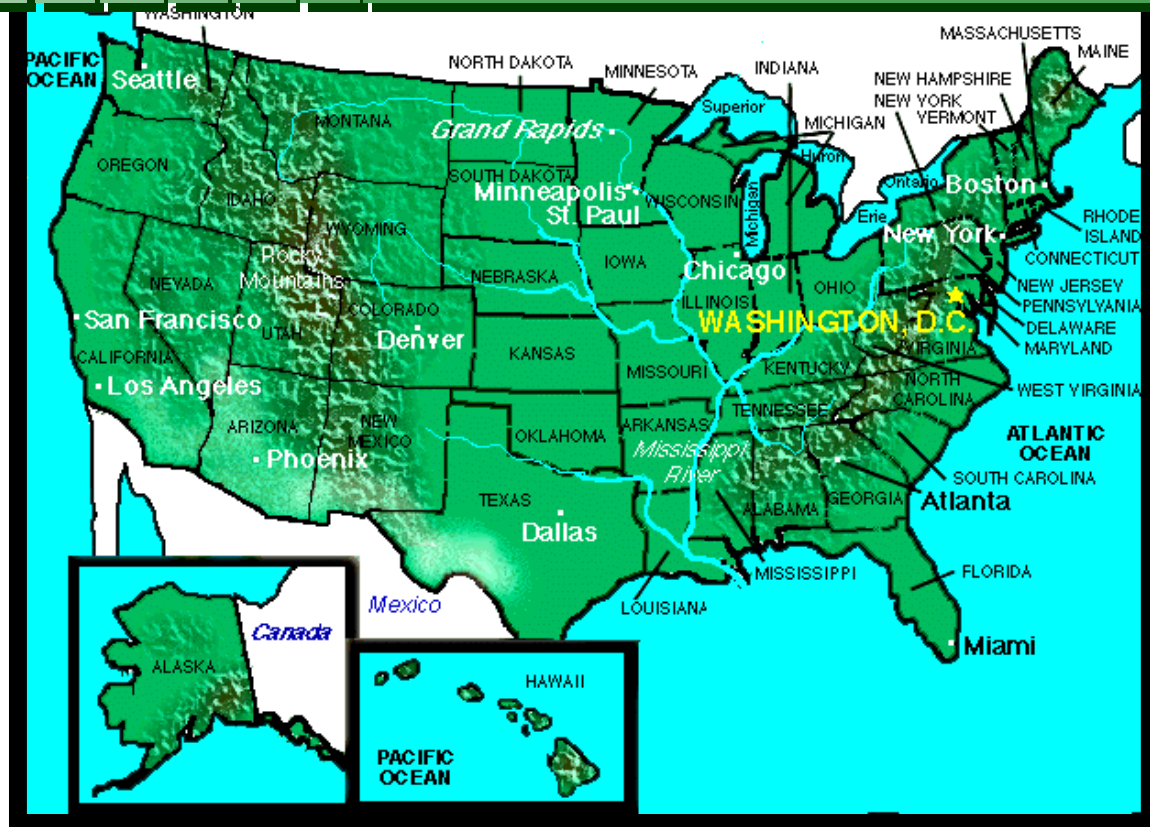 WASHINGTON
MASSACHUSETTS
MAINE
PACIFIC
OCEAN
Seattle
NORTH DAKOTA
MINNESOTA
INDIANA
NEW HAMPSHIRE
NEW YORK
VERMONT
Superior
MICHIGAN
MONTANA
Grand Rapids
Huron
OREGON
SOUTH DAKOTA
Minneapolis
St. Paul
WISCONSIN
Michigan
Ontario
Boston
IDAHO
WYOMING
Erie
RHODE
ISLAND
New York
CONNECTICUT
Rocky
Mountains
NEVADA
NEBRASKA
IOWA
Chicago
OHIO
NEW JERSEY
PENNSYLVANIA
San Francisco
UTAH
COLORADO
Denver
ILLINOIS
WASHINGTON, D.C.
DELAWARE
MARYLAND
CALIFORNIA
KANSAS
MISSOURI
KENTUCKY
VIRGINIA
WEST VIRGINIA
Los Angeles
NORTH
CAROLINA
ARIZONA
NEW
MEXICO
OKLAHOMA
ARKANSAS
TENNESSEE
ATLANTIC
OCEAN
Phoenix
Mississippi
River
SOUTH CAROLINA
TEXAS
ALABAMA
GEORGIA
Atlanta
Dallas
MISSISSIPPI
FLORIDA
LOUISIANA
Mexico
Canada
Miami
ALASKA
HAWAII
PACIFIC
OCEAN